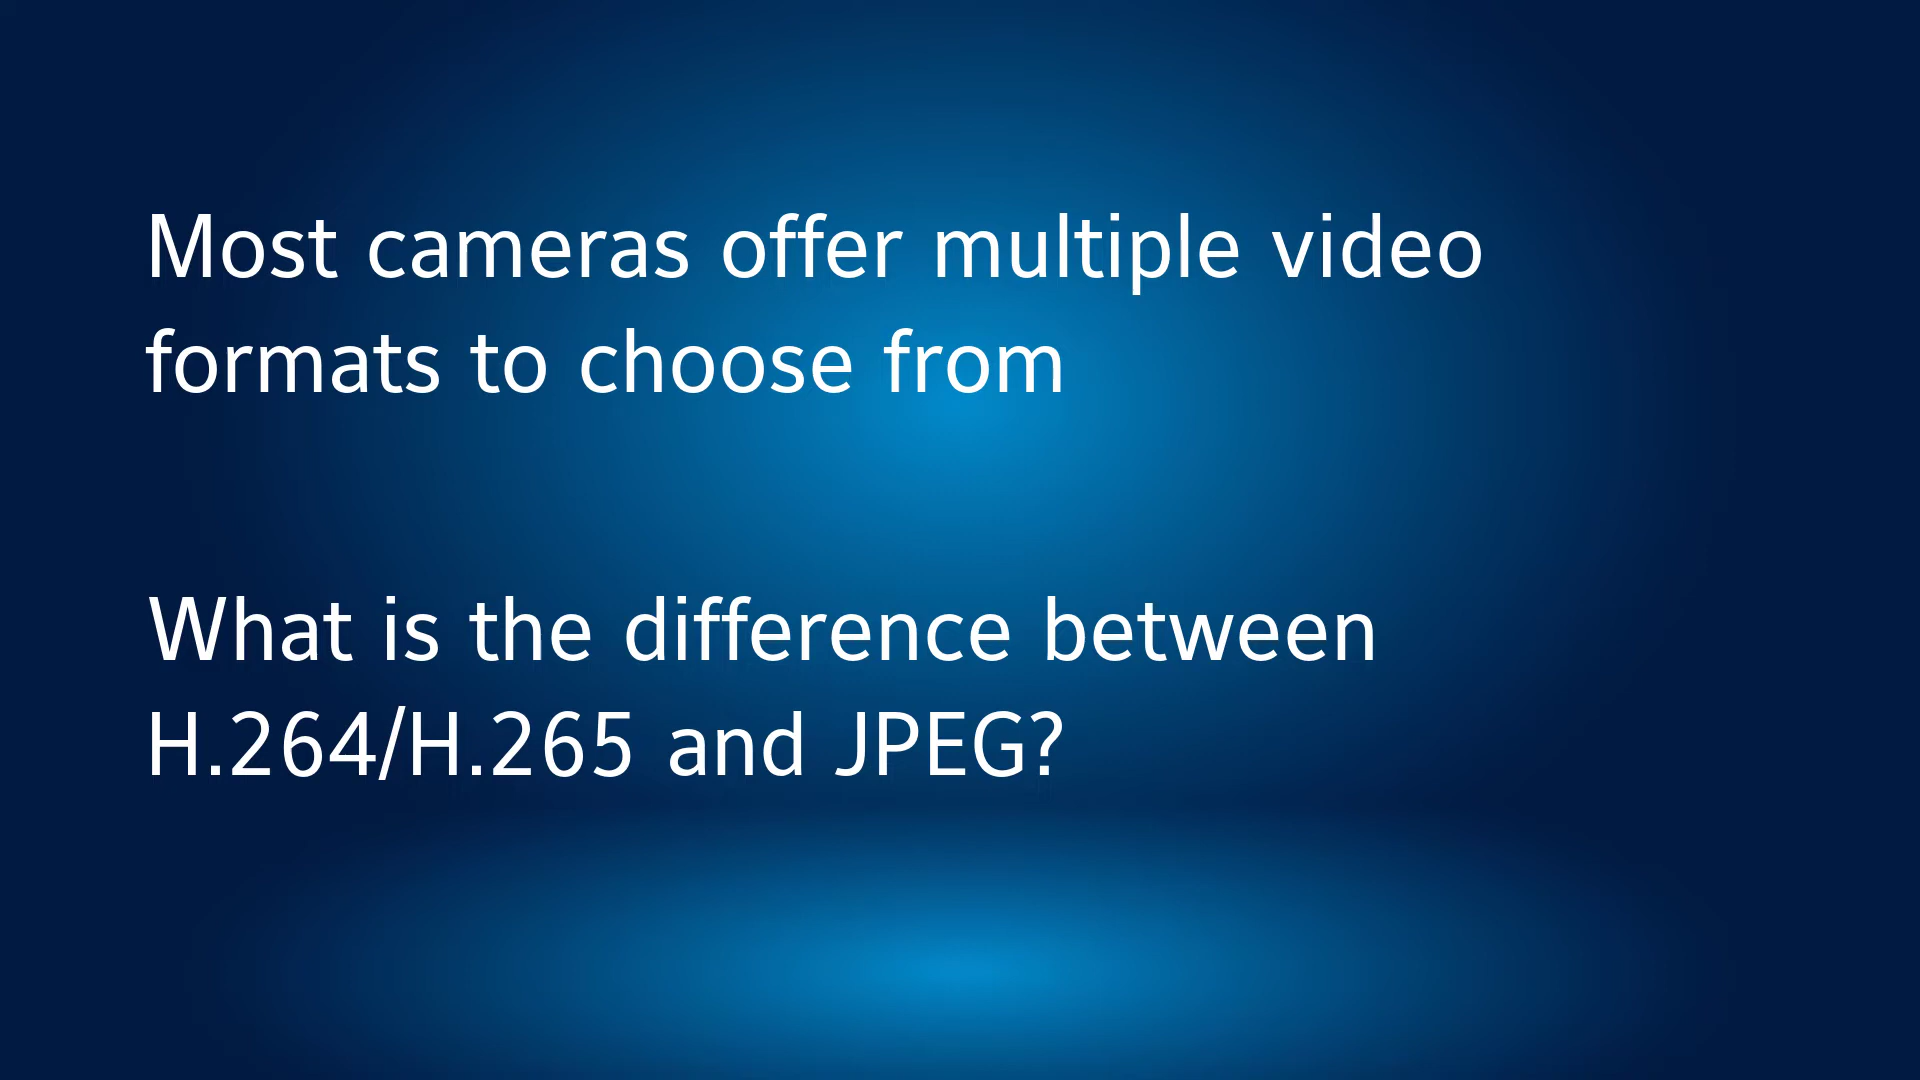 Most cameras offer multiple video
formats to choose from
What is the difference between
H.264/H.265 and JPEG?